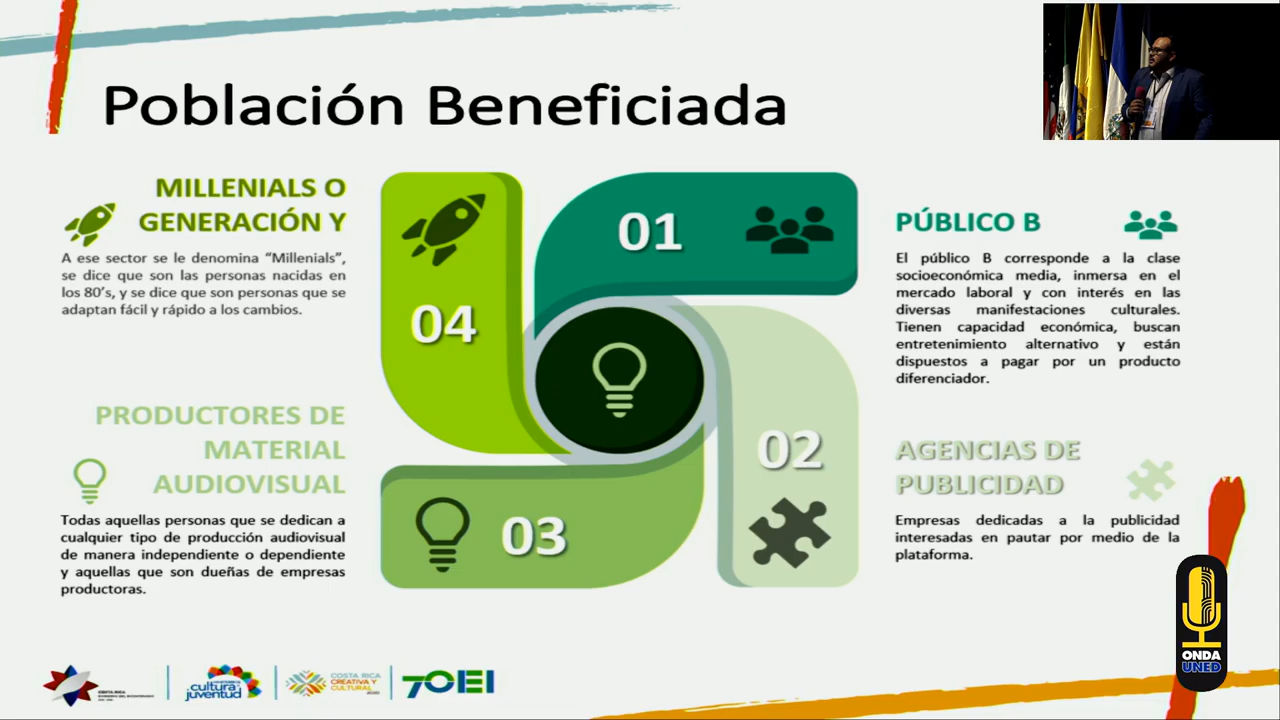 Población Beneficiada
MILLENIALS O
GENERACIÓN Y
A ese sector se le denomina “Millenials”,
se dice que son las personas nacidas en
los 80’s, y se dice que son personas que se
adaptan fácil y rápido a los cambios.
04
01
PÚBLICO B
El público B corresponde a la clase
socioeconómica media, inmersa en el
mercado laboral y con interés en las
diversas manifestaciones culturales.
Tienen capacidad económica, buscan
entretenimiento alternativo y están
dispuestos a pagar por un producto
diferenciador.
PRODUCTORES DE
MATERIAL
AUDIOVISUAL
Todas aquellas personas que se dedican a
cualquier tipo de producción audiovisual
de manera independiente o dependiente
y aquellas que son dueñas de empresas
productoras.
03
02
AGENCIAS DE
PUBLICIDAD
Empresas dedicadas a la publicidad
interesadas en pautar por medio de la
plataforma.
COSTA RICA
cultura
juventud
COSTA RICA
CREATIVA Y
CULTURAL
70EI
ONDA
UNED